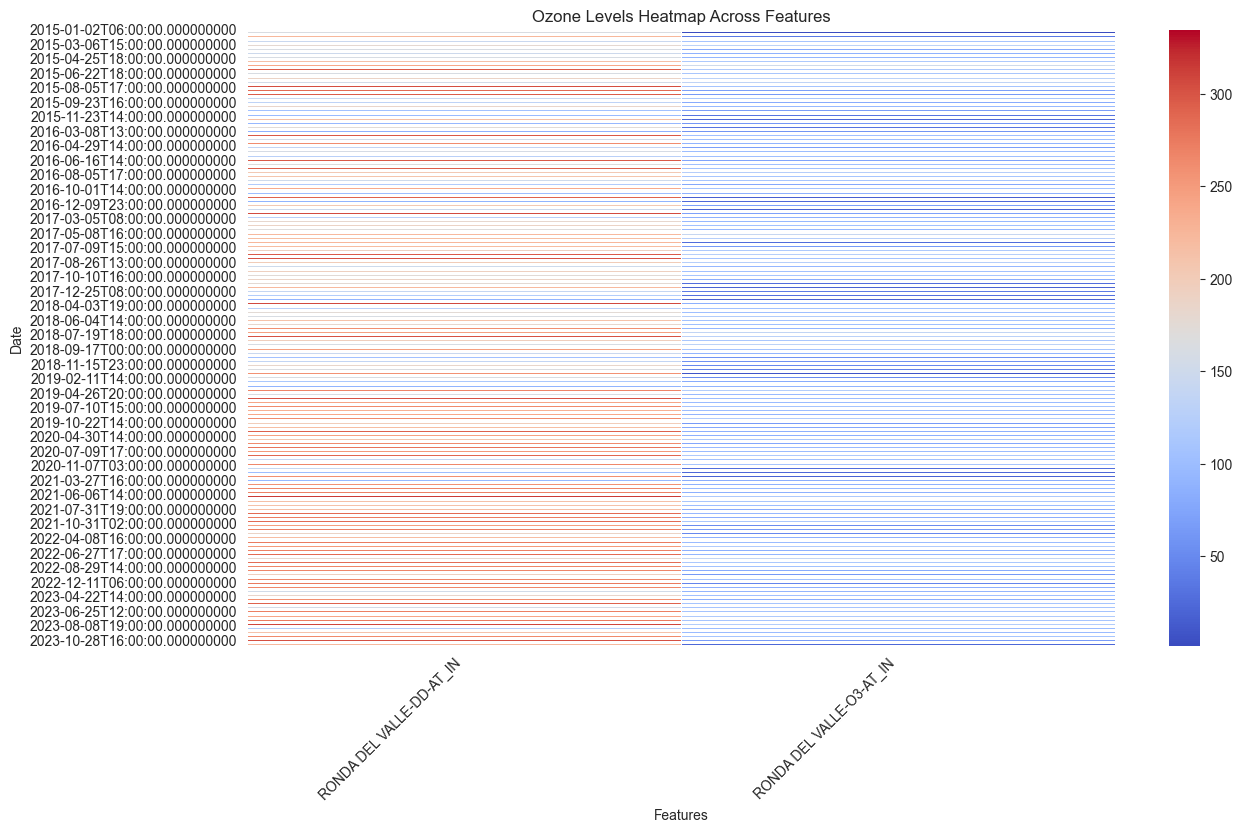 Ozone Levels Heatmap Across Features
2015-01-02T06:00:00.000000000
2015-03-06T15:00:00.000000000
2015-04-25T18:00:00.000000000
2015-06-22T18:00:00.000000000
2015-08-05T17:00:00.000000000
2015-09-23T16:00:00.000000000
2015-11-23T14:00:00.000000000
2016-03-08T13:00:00.000000000
2016-04-29T14:00:00.000000000
2016-06-16T14:00:00.000000000
2016-08-05T17:00:00.000000000
2016-10-01T14:00:00.000000000
2016-12-09T23:00:00.000000000
2017-03-05T08:00:00.000000000
2017-05-08T16:00:00.000000000
2017-07-09T15:00:00.000000000
2017-08-26T13:00:00.000000000
2017-10-10T16:00:00.000000000
2017-12-25T08:00:00.000000000
2018-04-03T19:00:00.000000000
2018-06-04T14:00:00.000000000
2018-07-19T18:00:00.000000000
2018-09-17T00:00:00.000000000
2018-11-15T23:00:00.000000000
2019-02-11T14:00:00.000000000
2019-04-26T20:00:00.000000000
2019-07-10T15:00:00.000000000
2019-10-22T14:00:00.000000000
2020-04-30T14:00:00.000000000
2020-07-09T17:00:00.000000000
2020-11-07T03:00:00.000000000
2021-03-27T16:00:00.000000000
2021-06-06T14:00:00.000000000
2021-07-31T19:00:00.000000000
2021-10-31T02:00:00.000000000
2022-04-08T16:00:00.000000000
2022-06-27T17:00:00.000000000
2022-08-29T14:00:00.000000000
2022-12-11T06:00:00.000000000
2023-04-22T14:00:00.000000000
2023-06-25T12:00:00.000000000
2023-08-08T19:00:00.000000000
2023-10-28T16:00:00.000000000
Date
RONDA DEL VALLE-DD-AT_IN
RONDA DEL VALLE-O3-AT_IN
Features
300
250
200
150
100
50